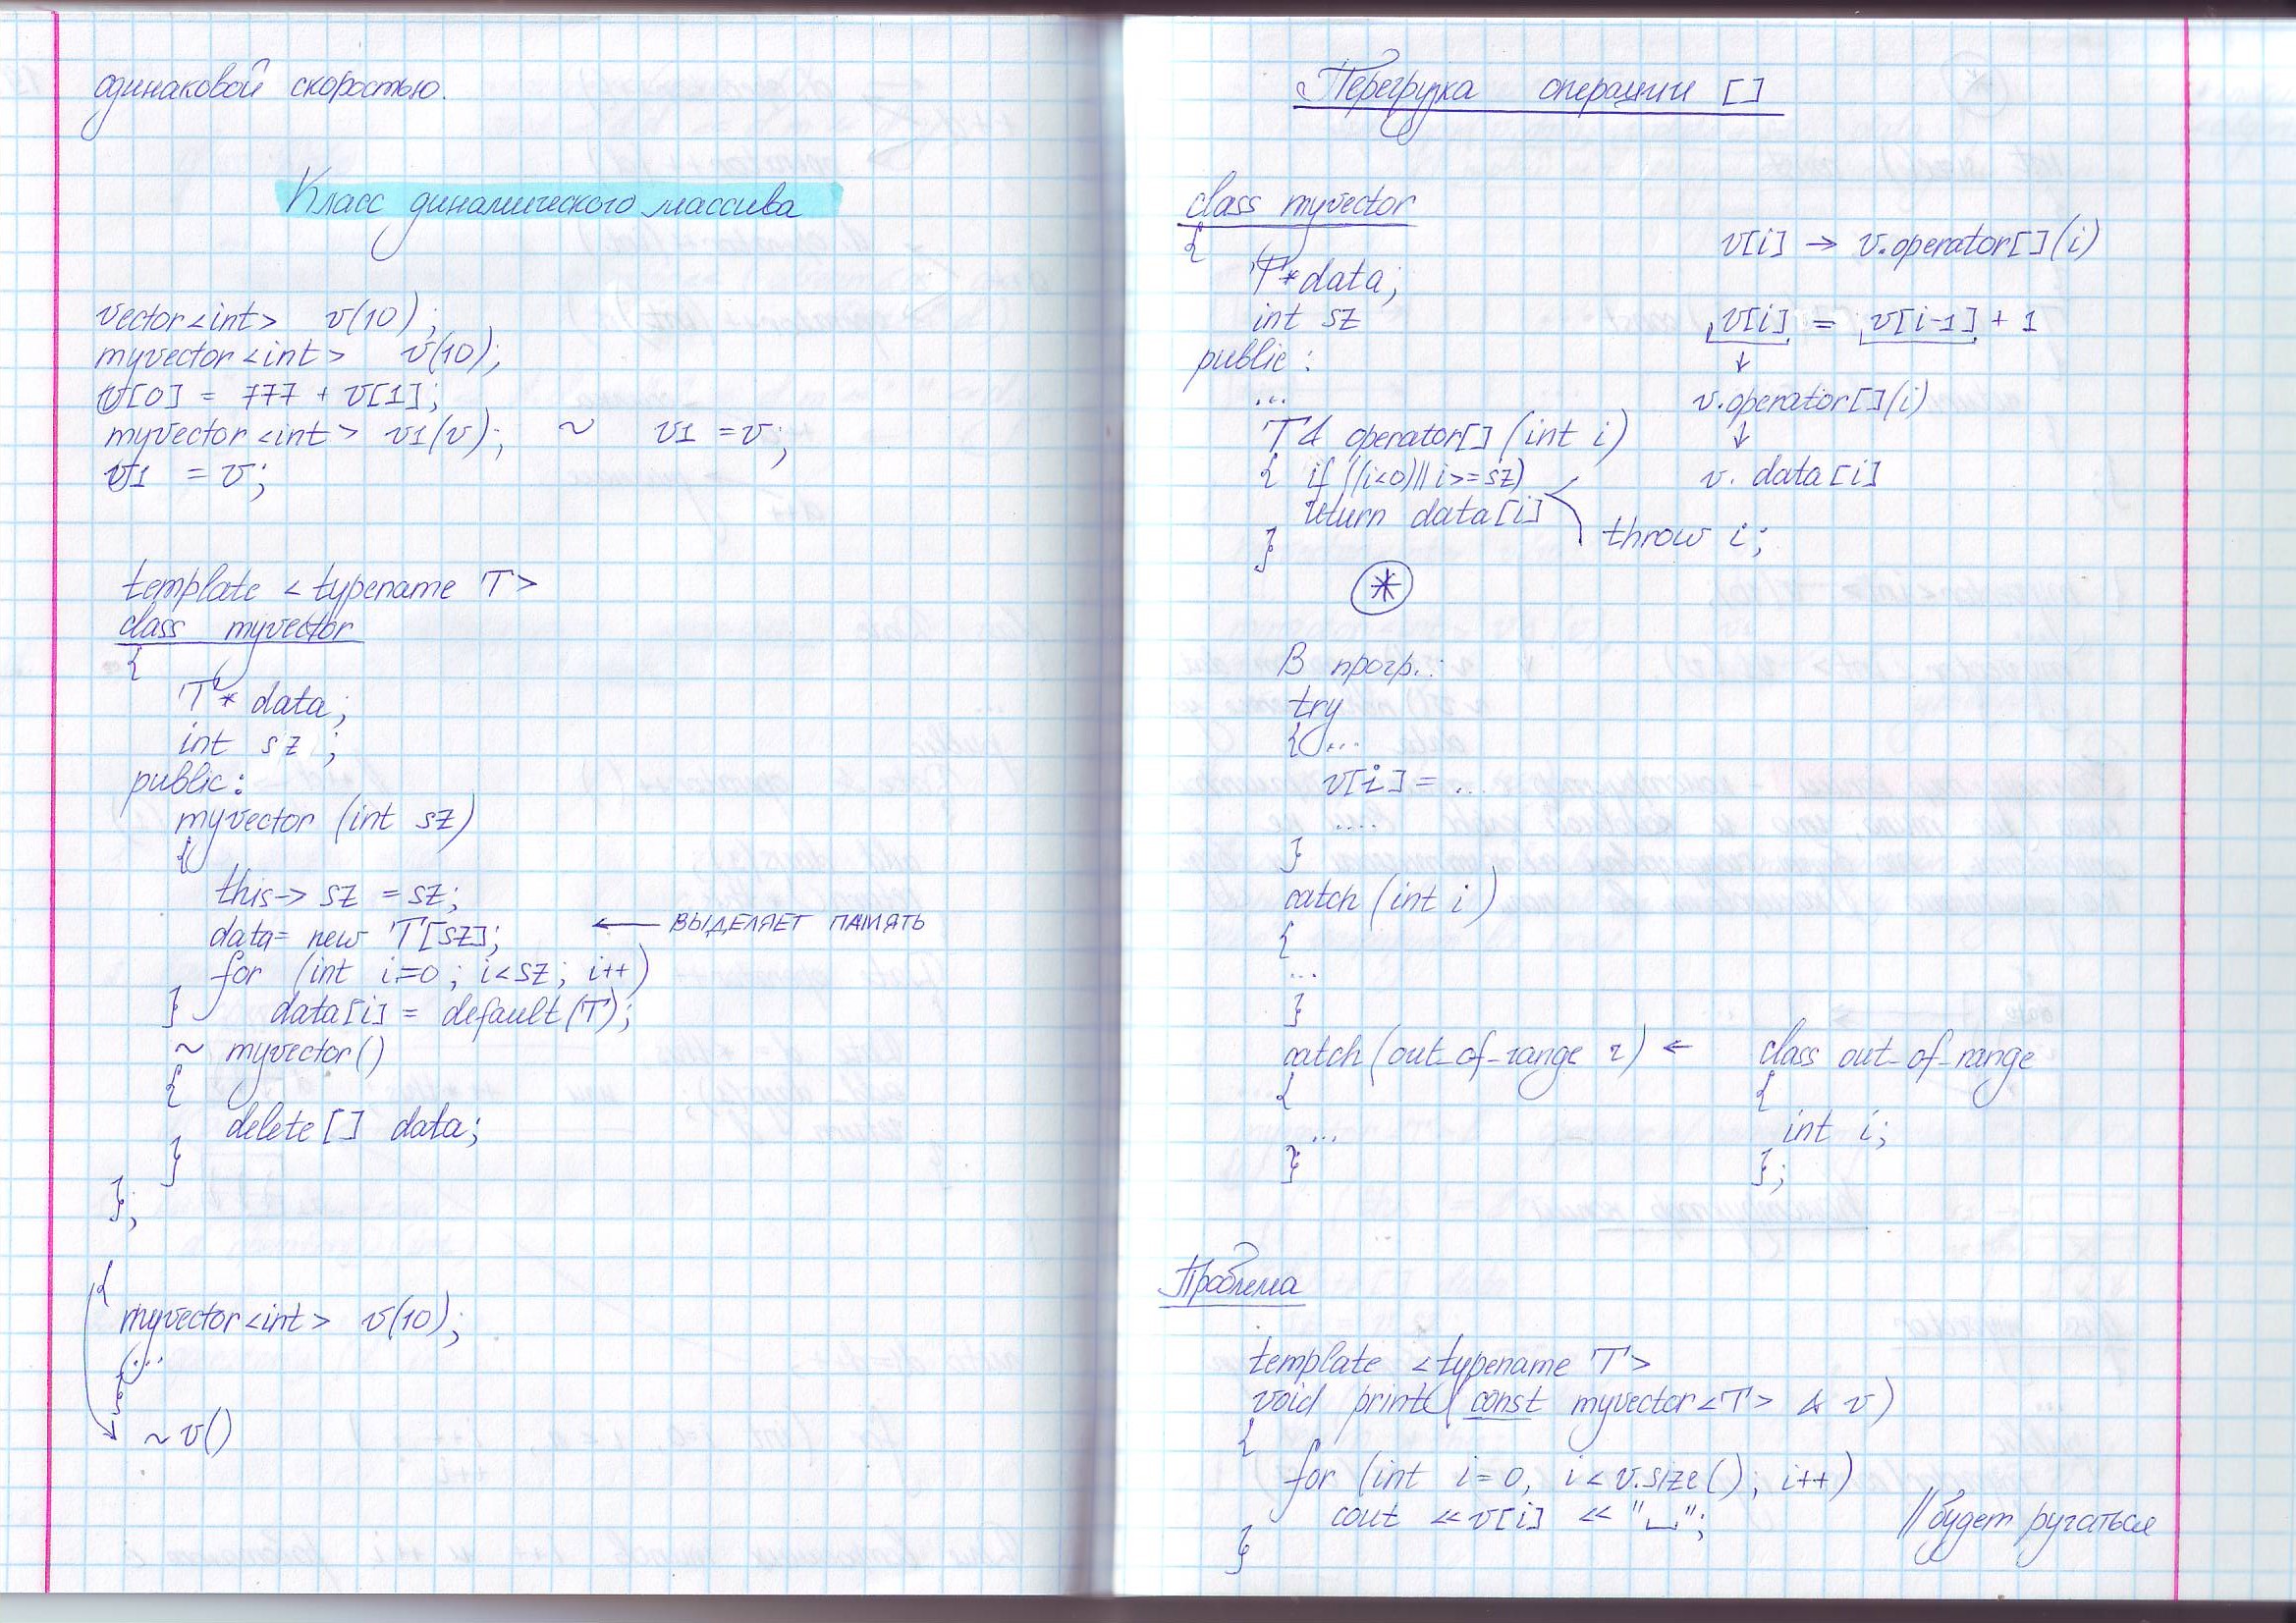 одинаковой скоростью.
Класс динамического массива
vector<int> v(10);
myvector<int> v(10);
v[0] = 777 + v[1];
myvector<int> v1(v); ~ v1 = v;
v1 = v;
template <typename T>
class myvector
{
T* data;
int sz;
public:
myvector (int sz)
{
this-> sz = sz;
data= new T[sz]; ← ВЫДЕЛЯЕТ ПАМЯТЬ
for (int i=0; i<sz; i++)
} data[i] = default(T);
~ myvector()
{
delete[] data;
}
};
{
myvector<int> v(10);
...
}
~v()
Перегрузка операции []
class myvector
{
v[i] → v.operator[](i)
T* data;
int sz
v[i] = v[i-1] + 1
public:
↓
...
v.operator[](i)
T& operator[] (int i)
↓
{ if ((i<0)|| i>=sz)
v. data[i]
return data[i]
throw i;
}
*
В прогр.:
try
{ ...
v[i] = ...
....
}
catch (int i)
{
...
}
catch (out_of_range r) ← class out_of_range
{ {
int i;
...
} };
Проблема
template <typename T>
void print( const myvector<T> & v)
{
for (int i=0, i<v.size(); i++)
cout << v[i] << "␣"; // будет ругаться
}